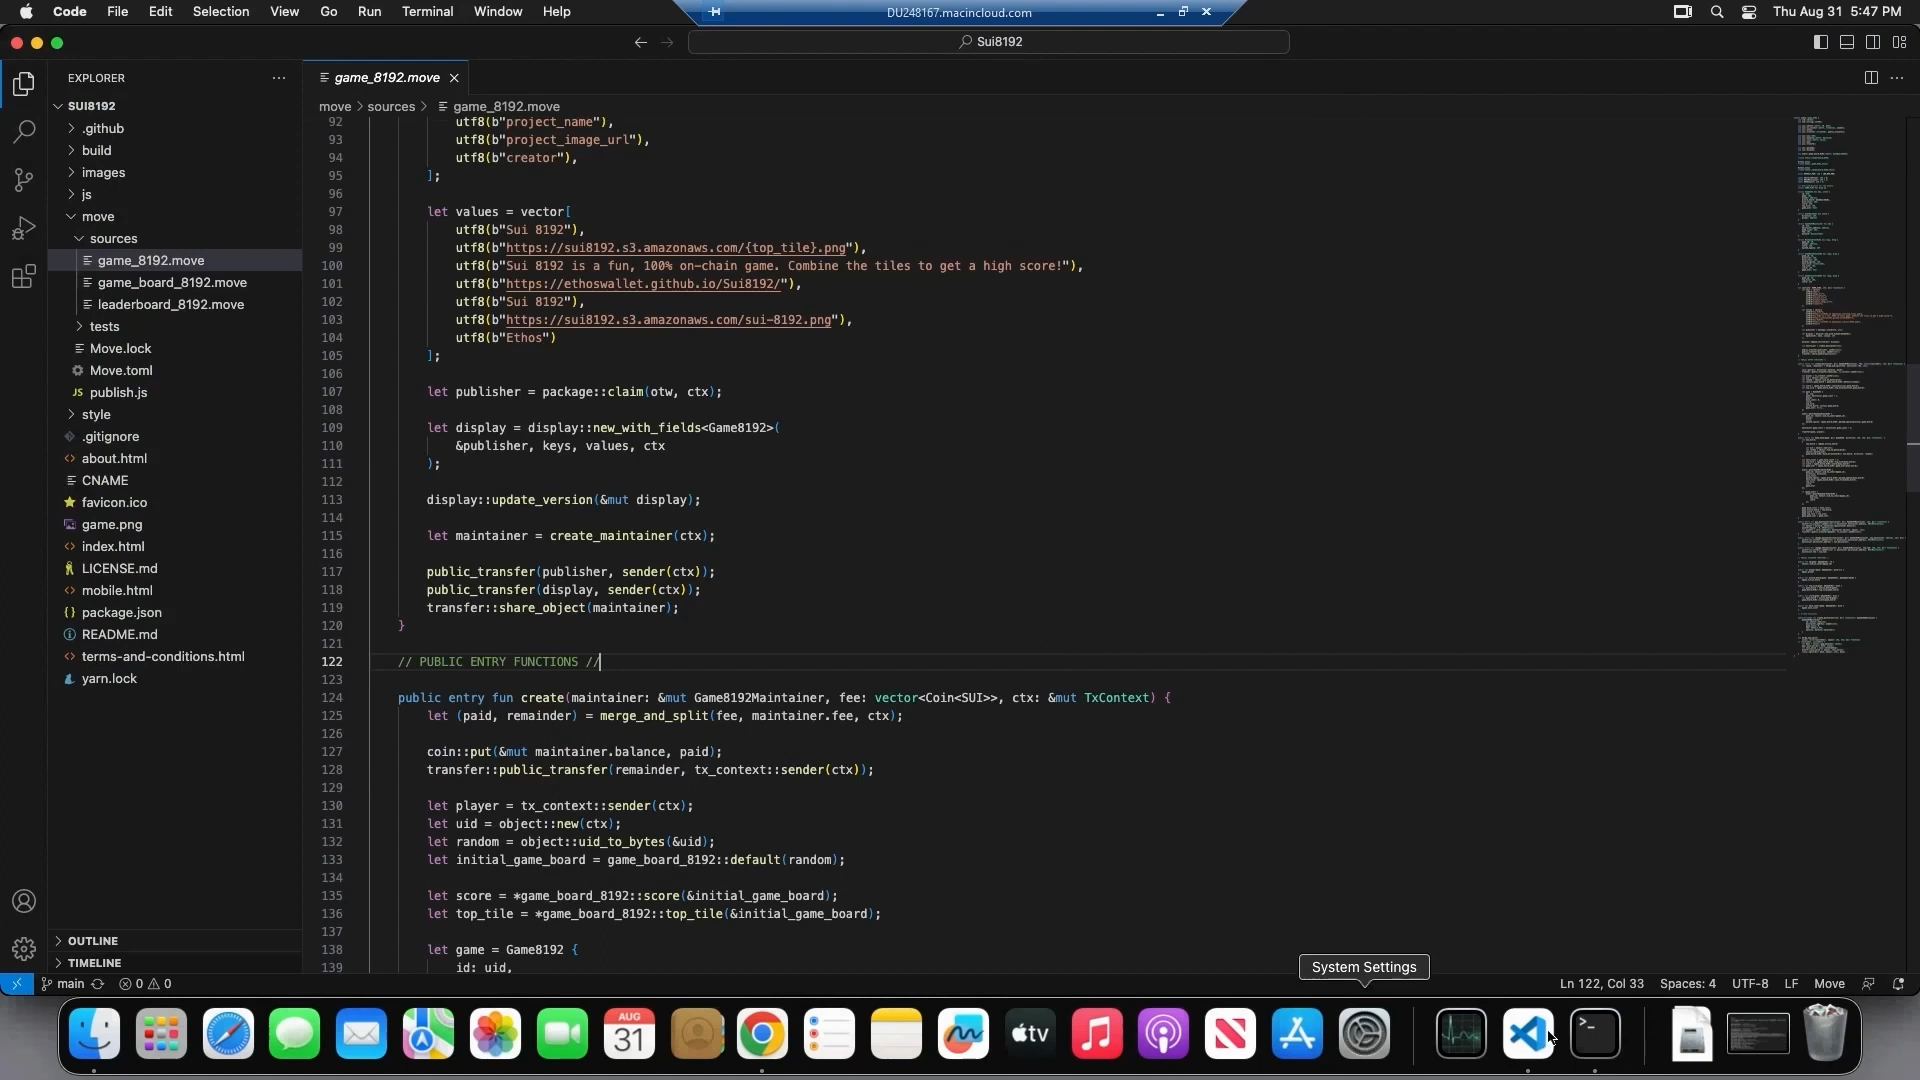 Code File Edit Selection View Go Run Terminal Window Help
DU248167.macincloud.com
Thu Aug 31 5:47 PM
Sui8192
EXPLORER
SUI8192
.github
build
images
js
move
sources
game_8192.move
game_board_8192.move
leaderboard_8192.move
tests
Move.lock
Move.toml
JS publish.js
style
.gitignore
about.html
CNAME
favicon.ico
game.png
index.html
LICENSE.md
mobile.html
package.json
README.md
terms-and-conditions.html
yarn.lock
OUTLINE
TIMELINE
game_8192.move
move > sources > game_8192.move
92 utf8(b"project_name"),
93 utf8(b"project_image_url"),
94 utf8(b"creator"),
95 ];
96
97 let values = vector[
98 utf8(b"Sui 8192"),
99 utf8(b"https://sui8192.s3.amazonaws.com/{top_tile}.png"),
100 utf8(b"Sui 8192 is a fun, 100% on-chain game. Combine the tiles to get a high score!"),
101 utf8(b"https://ethoswallet.github.io/Sui8192/"),
102 utf8(b"Sui 8192"),
103 utf8(b"https://sui8192.s3.amazonaws.com/sui-8192.png"),
104 utf8(b"Ethos")
105 ];
106
107 let publisher = package::claim(otw, ctx);
108
109 let display = display::new_with_fields<Game8192>(
110 &publisher, keys, values, ctx
111 );
112
113 display::update_version(&mut display);
114
115 let maintainer = create_maintainer(ctx);
116
117 public_transfer(publisher, sender(ctx));
118 public_transfer(display, sender(ctx));
119 transfer::share_object(maintainer);
120 }
121
122 // PUBLIC ENTRY FUNCTIONS //
123
124 public entry fun create(maintainer: &mut Game8192Maintainer, fee: vector<Coin<SUI>>, ctx: &mut TxContext) {
125 let (paid, remainder) = merge_and_split(fee, maintainer.fee, ctx);
126
127 coin::put(&mut maintainer.balance, paid);
128 transfer::public_transfer(remainder, tx_context::sender(ctx));
129
130 let player = tx_context::sender(ctx);
131 let uid = object::new(ctx);
132 let random = object::uid_to_bytes(&uid);
133 let initial_game_board = game_board_8192::default(random);
134
135 let score = *game_board_8192::score(&initial_game_board);
136 let top_tile = *game_board_8192::top_tile(&initial_game_board);
137
138 let game = Game8192 {
139 id: uid,
System Settings
main 0 0
Ln 122, Col 33 Spaces: 4 UTF-8 LF Move
AUG
31
tv